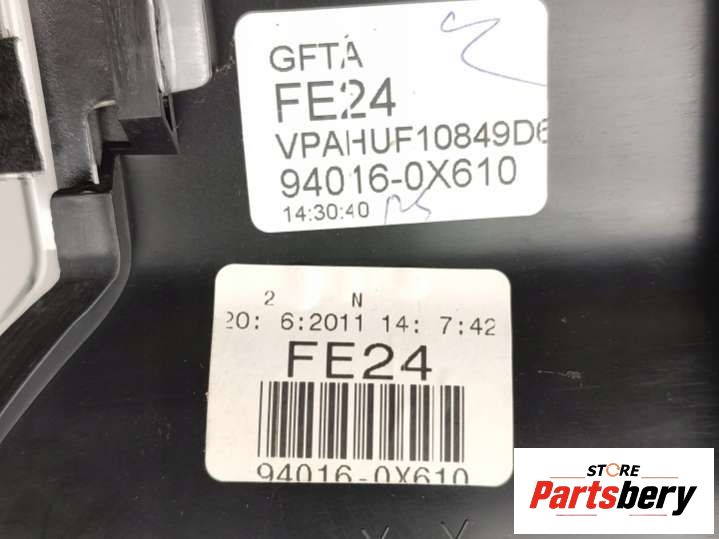 GFTA
FE24
VPAHUF10849D6
94016-0X610
14:30:40
2 N
20: 6:2011 14: 7:42
FE24
94016-0X610
STORE
Partsbery